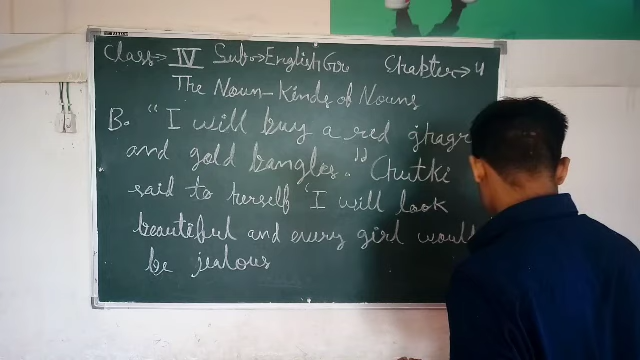 Class→ IV Sub→English Gr Chapter→4
The Noun-Kinds of Nouns
B. "I will buy a red ghagr
and gold bangles." Chutki
said to herself "I will look
beautiful and every girl would
be jealous